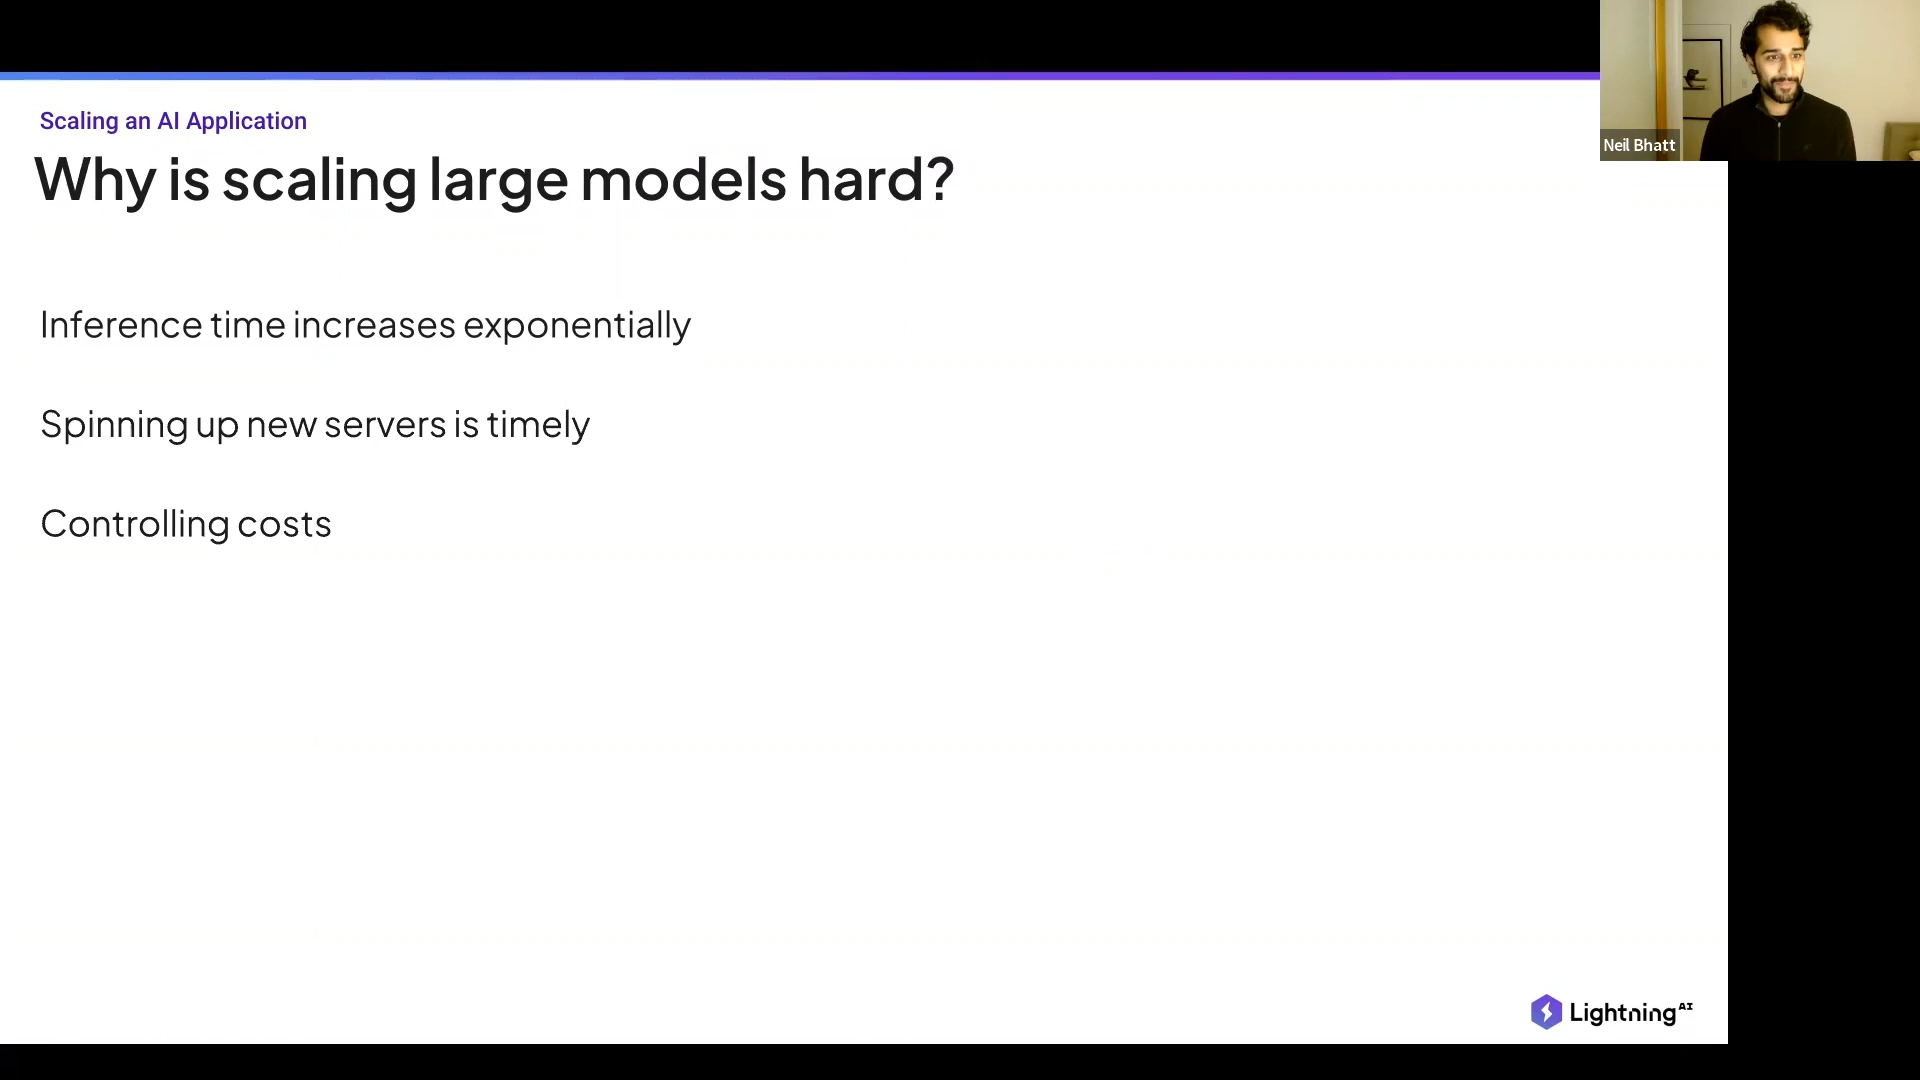 Scaling an AI Application
Why is scaling large models hard?
Inference time increases exponentially
Spinning up new servers is timely
Controlling costs
Neil Bhatt
Lightning AI